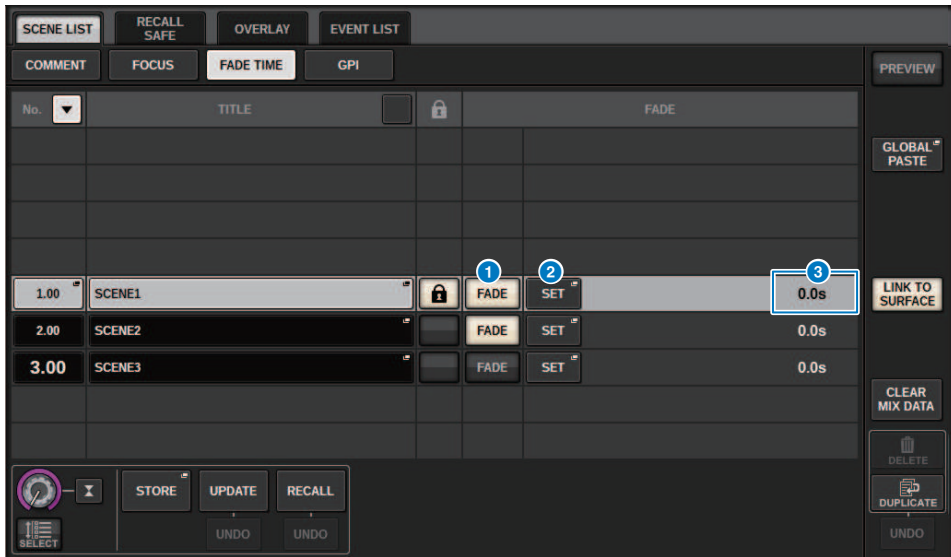 SCENE LIST
RECALL
SAFE
OVERLAY
EVENT LIST
COMMENT
FOCUS
FADE TIME
GPI
PREVIEW
No.
TITLE
FADE
GLOBAL
PASTE
1
2
3
1.00
SCENE1
FADE
SET
0.0s
LINK TO
SURFACE
2.00
SCENE2
FADE
SET
0.0s
3.00
SCENE3
FADE
SET
0.0s
CLEAR
MIX DATA
DELETE
STORE
UPDATE
RECALL
DUPLICATE
SELECT
UNDO
UNDO
UNDO